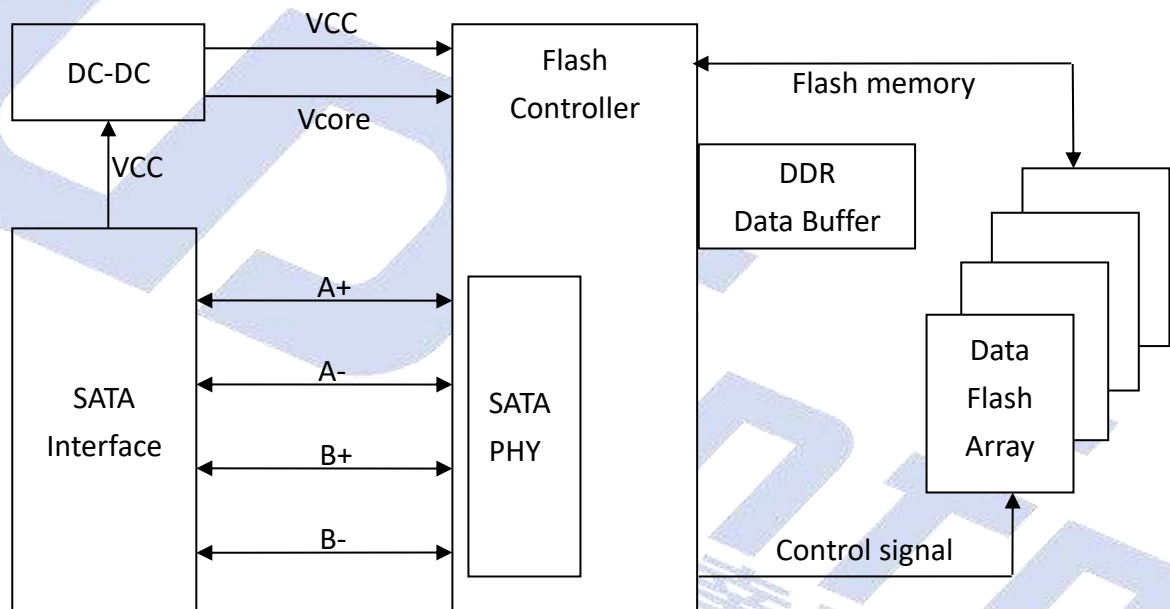 VCC
DC-DC
Vcore
VCC
Flash
Controller
Flash memory
DDR
Data Buffer
A+
A-
B+
B-
SATA
Interface
SATA
PHY
Data
Flash
Array
Control signal